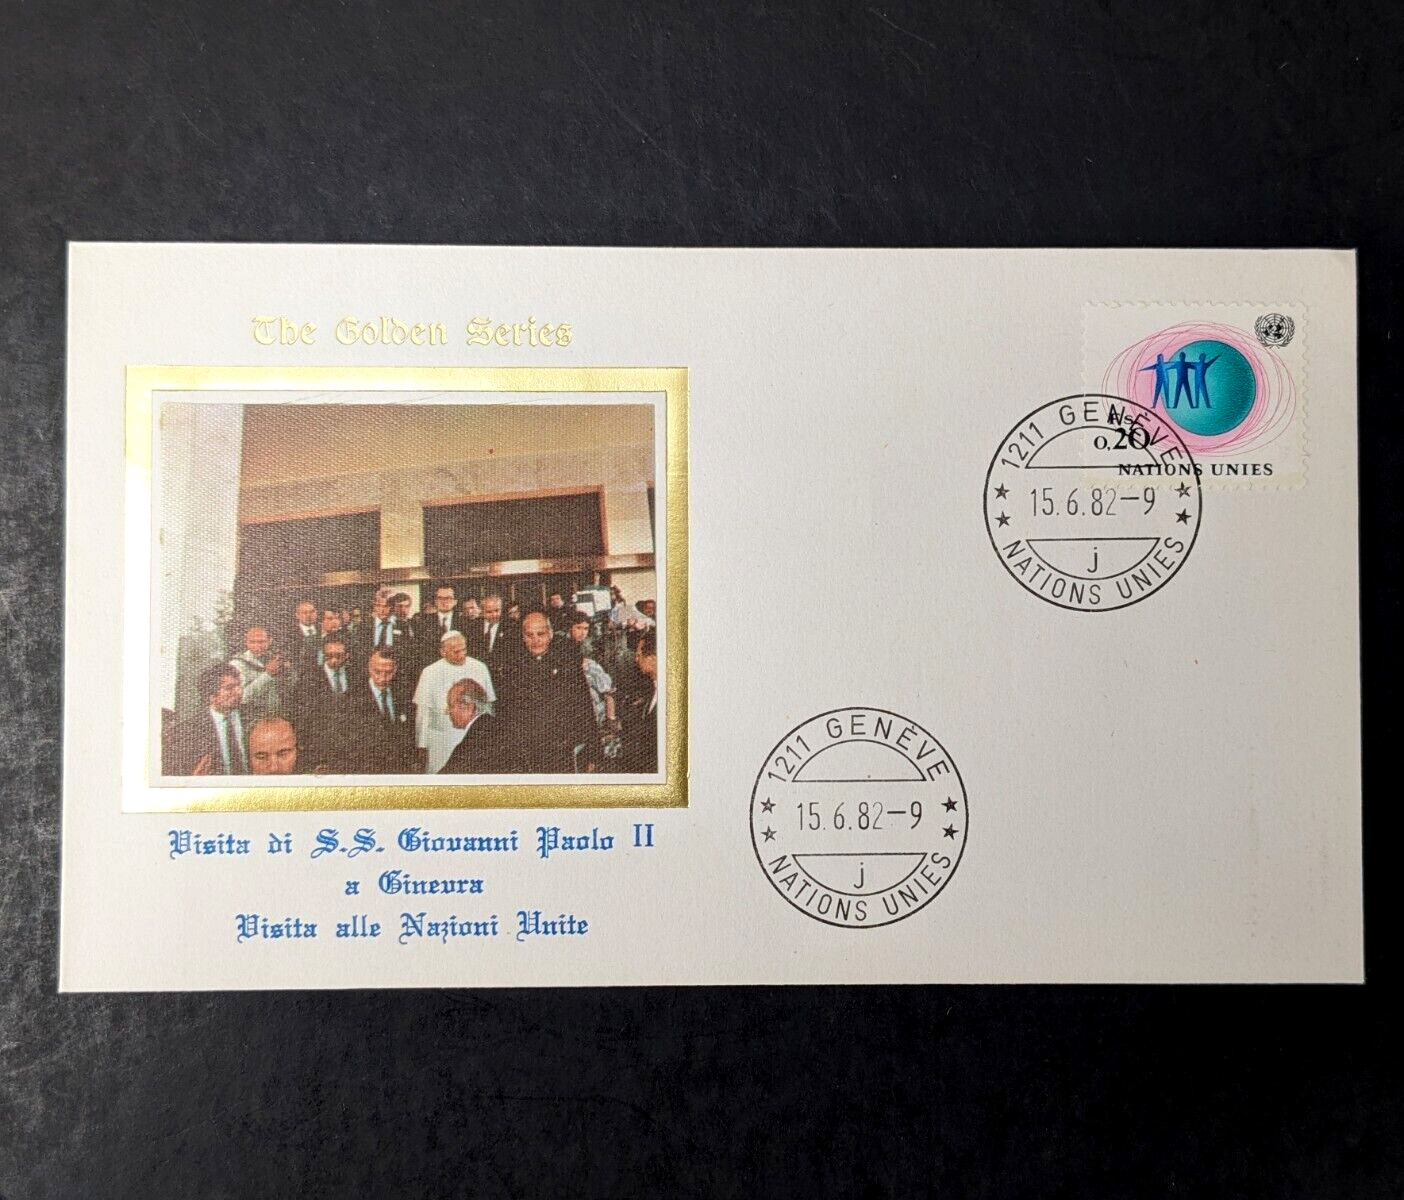 The Golden Series
Visita di S.S. Giovanni Paolo II
a Ginevra
Visita alle Nazioni Unite
F.s.
0,20
NATIONS UNIES
1211 GENÈVE
15.6.82-9
j
NATIONS UNIES
1211 GENÈVE
15.6.82-9
j
NATIONS UNIES